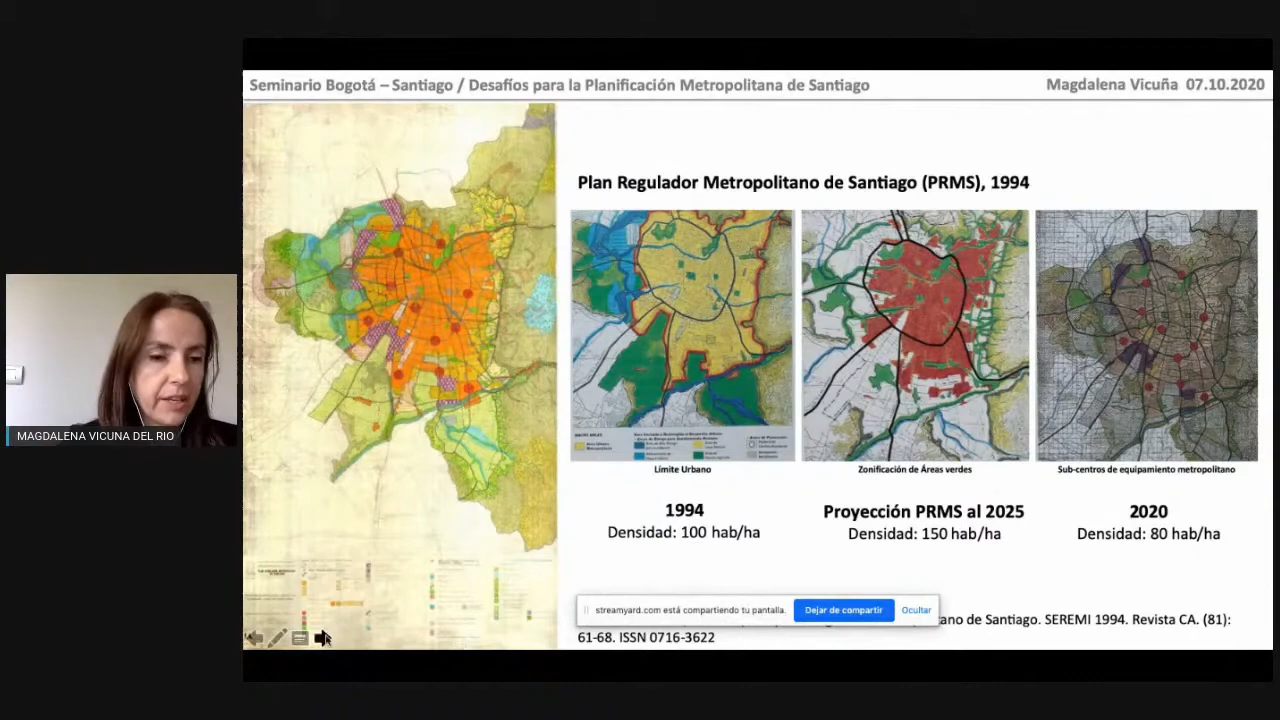 Seminario Bogotá – Santiago / Desafíos para la Planificación Metropolitana de Santiago
Magdalena Vicuña 07.10.2020
Plan Regulador Metropolitano de Santiago (PRMS), 1994
Límite Urbano
Zonificación de Áreas verdes
Sub-centros de equipamiento metropolitano
1994
Densidad: 100 hab/ha
Proyección PRMS al 2025
Densidad: 150 hab/ha
2020
Densidad: 80 hab/ha
MAGDALENA VICUNA DEL RIO
streamyard.com está compartiendo tu pantalla.
Dejar de compartir
Ocultar
ano de Santiago. SEREMI 1994. Revista CA. (81):
61-68. ISSN 0716-3622